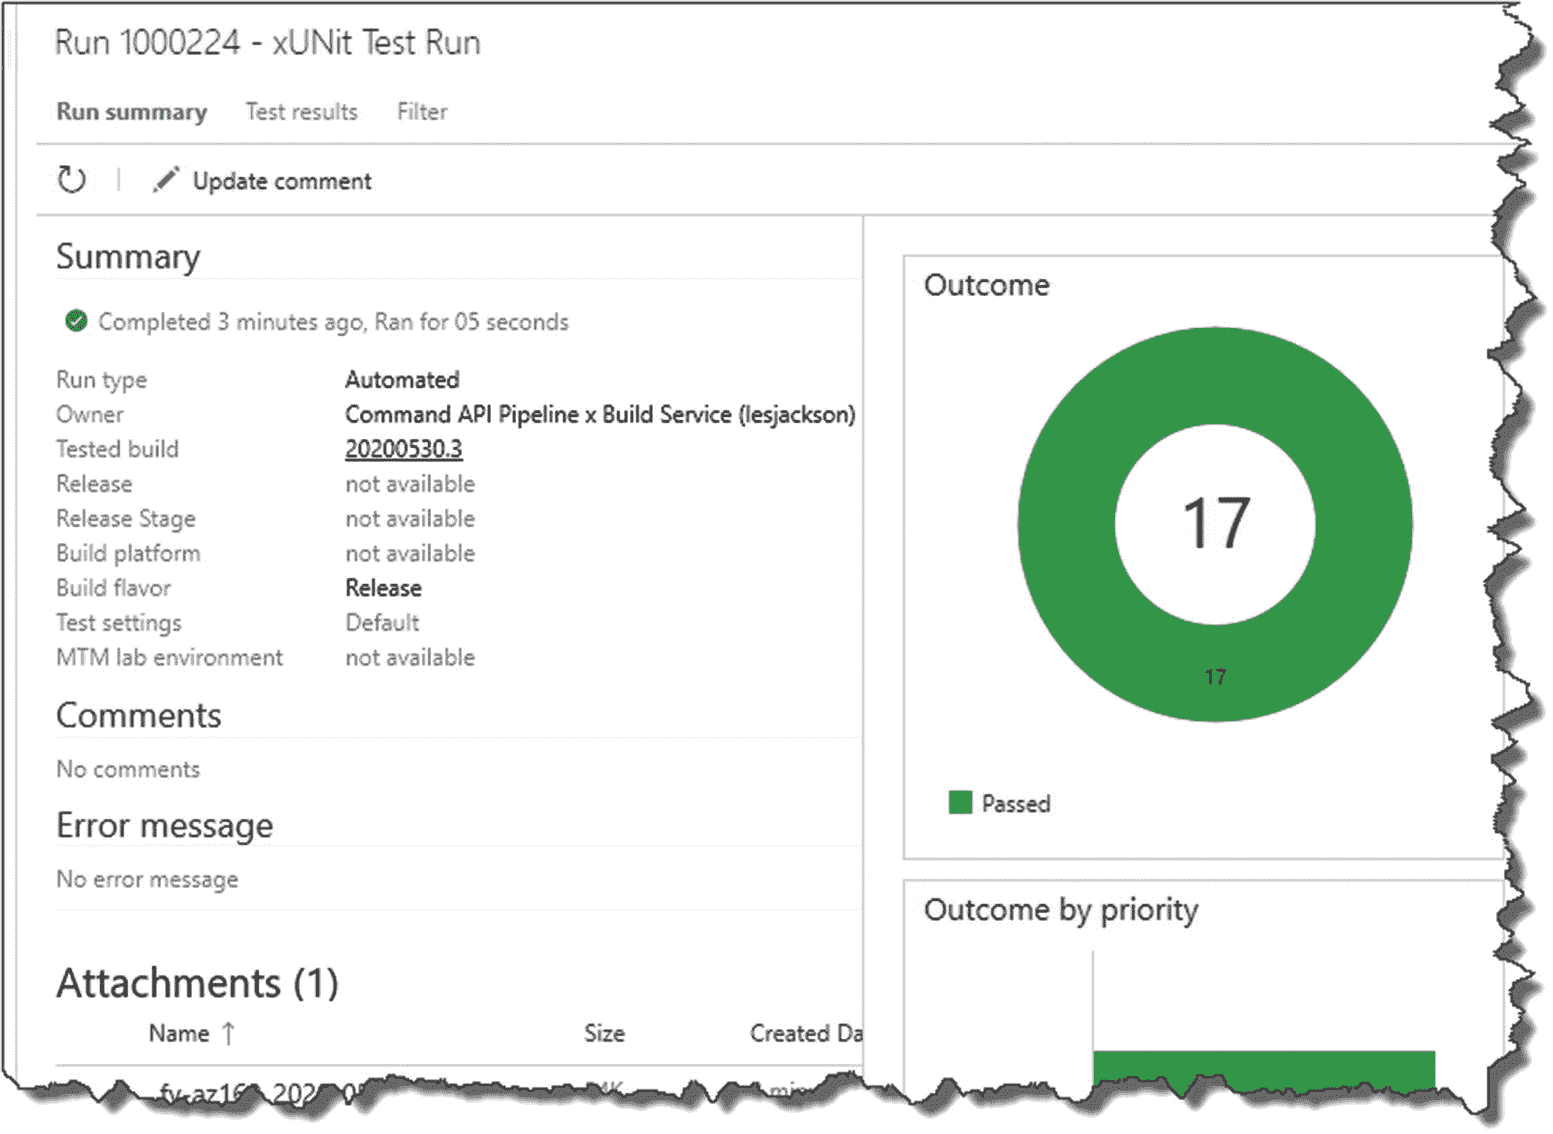 Run 1000224 - xUNit Test Run
Run summary Test results Filter
Update comment
Summary
Completed 3 minutes ago, Ran for 05 seconds
Run type Automated
Owner Command API Pipeline x Build Service (lesjackson)
Tested build 20200530.3
Release not available
Release Stage not available
Build platform not available
Build flavor Release
Test settings Default
MTM lab environment not available
Comments
No comments
Error message
No error message
Attachments (1)
Name ↑ Size Created Da
Outcome
17
17
Passed
Outcome by priority